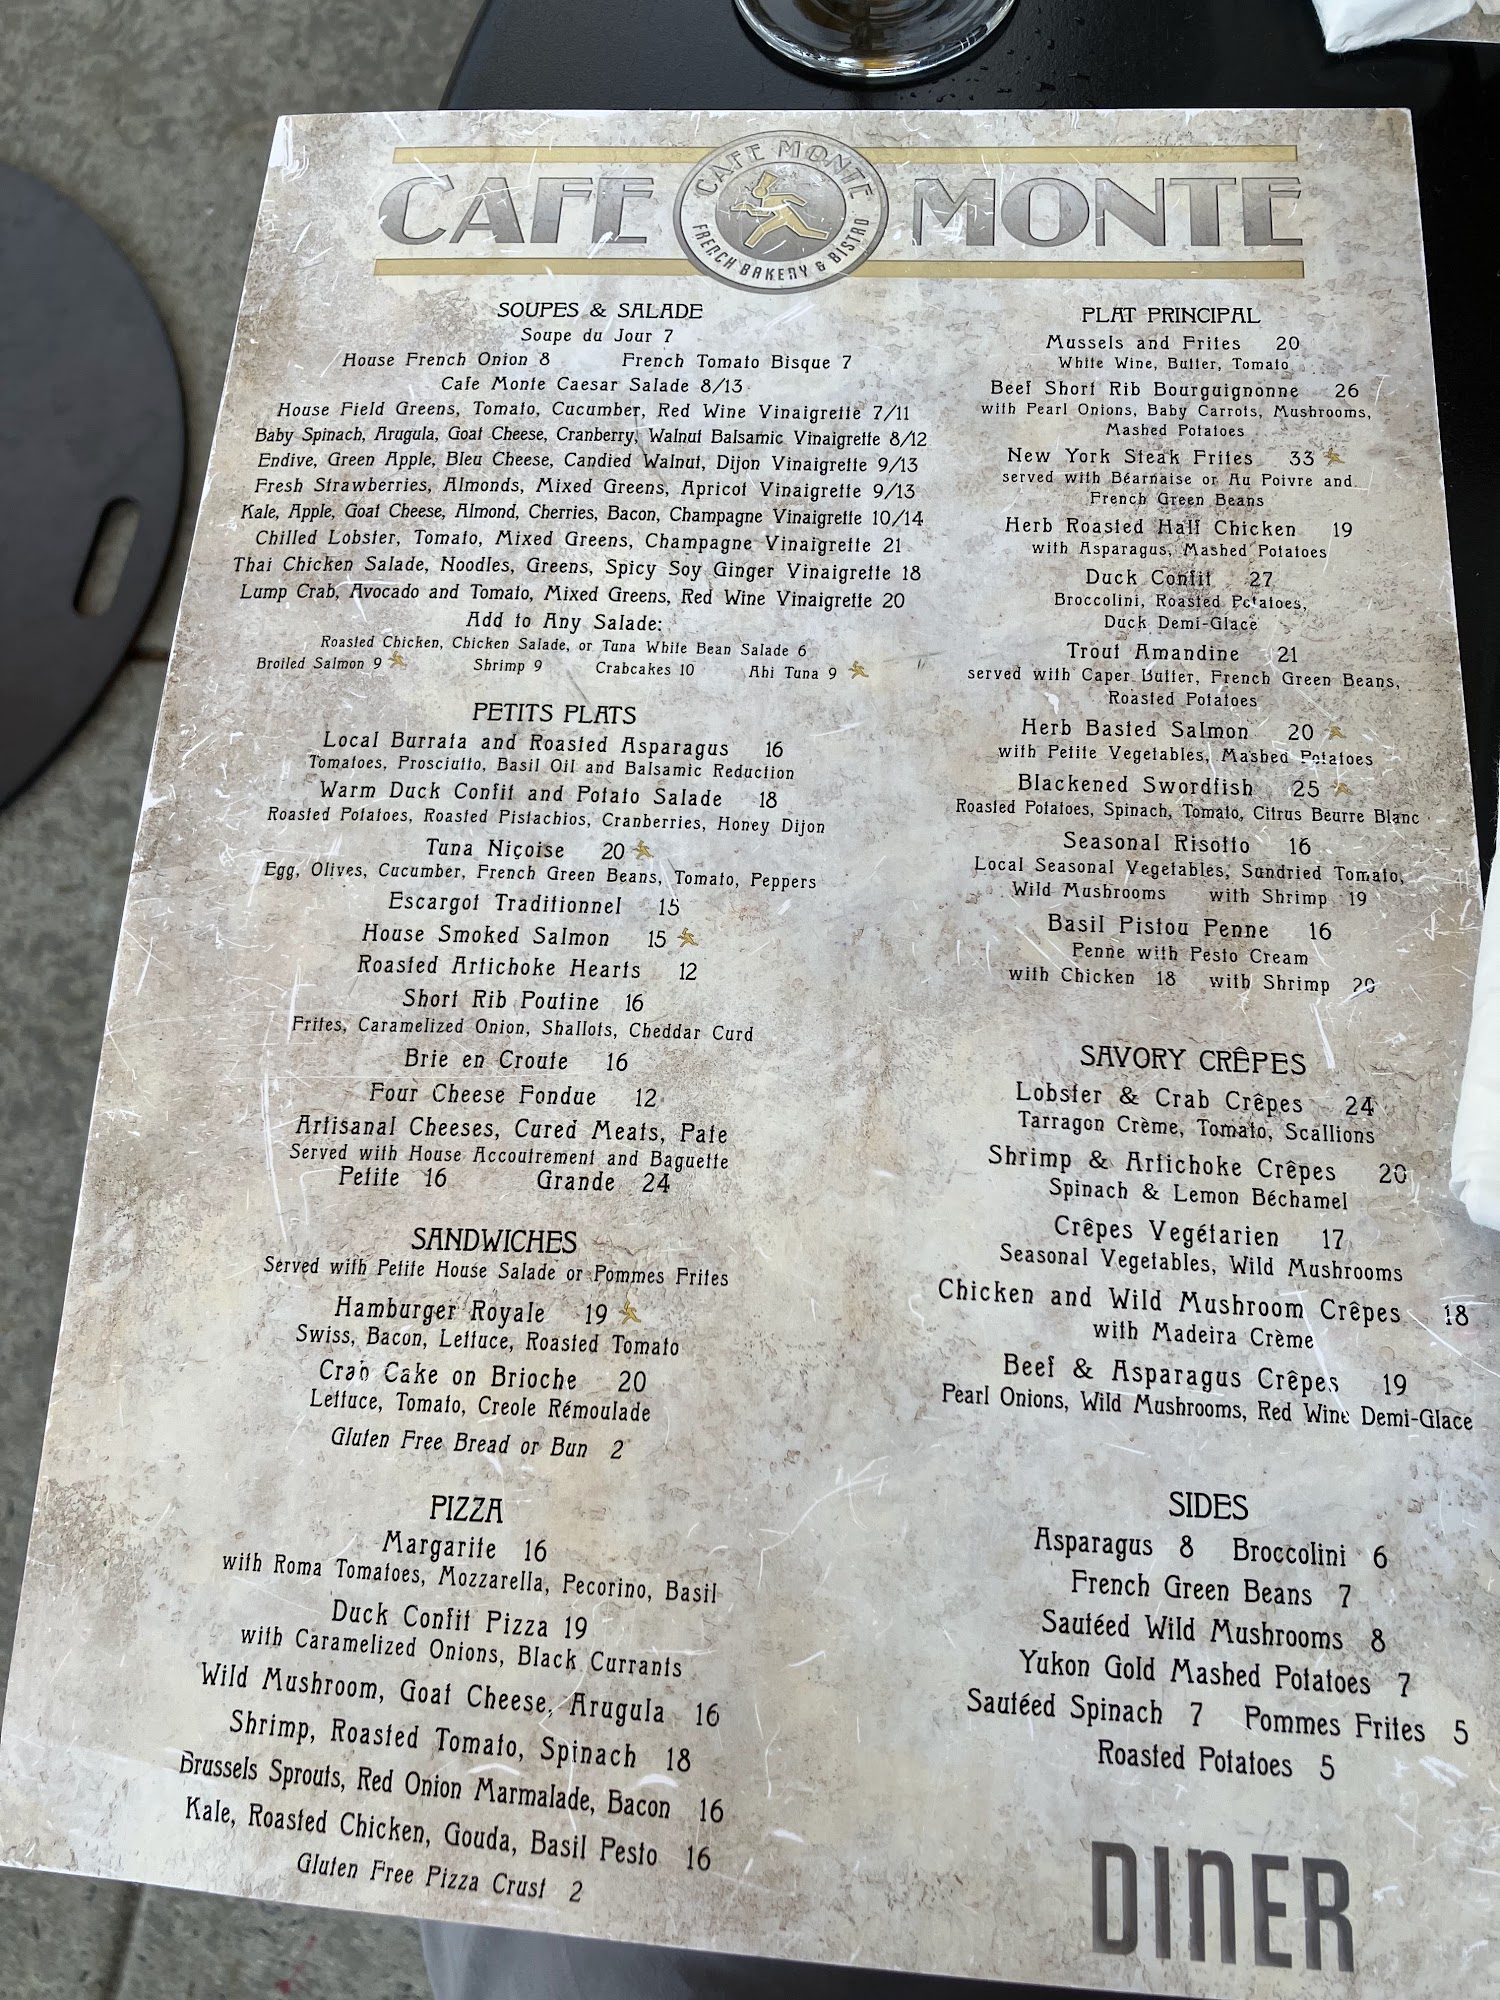 CAFE MONTE
CAFE MONTE
FRENCH BAKERY & BISTRO
SOUPES & SALADE
Soupe du Jour 7
House French Onion 8 French Tomato Bisque 7
Cafe Monte Caesar Salade 8/13
House Field Greens, Tomato, Cucumber, Red Wine Vinaigrette 7/11
Baby Spinach, Arugula, Goat Cheese, Cranberry, Walnut Balsamic Vinaigrette 8/12
Endive, Green Apple, Bleu Cheese, Candied Walnut, Dijon Vinaigrette 9/13
Fresh Strawberries, Almonds, Mixed Greens, Apricot Vinaigrette 9/13
Kale, Apple, Goat Cheese, Almond, Cherries, Bacon, Champagne Vinaigrette 10/14
Chilled Lobster, Tomato, Mixed Greens, Champagne Vinaigrette 21
Thai Chicken Salade, Noodles, Greens, Spicy Soy Ginger Vinaigrette 18
Lump Crab, Avocado and Tomato, Mixed Greens, Red Wine Vinaigrette 20
Add to Any Salade:
Roasted Chicken, Chicken Salade, or Tuna White Bean Salade 6
Broiled Salmon 9 Shrimp 9 Crabcakes 10 Ahi Tuna 9
PETITS PLATS
Local Burrata and Roasted Asparagus 16
Tomatoes, Prosciutto, Basil Oil and Balsamic Reduction
Warm Duck Confit and Potato Salade 18
Roasted Potatoes, Roasted Pistachios, Cranberries, Honey Dijon
Tuna Niçoise 20
Egg, Olives, Cucumber, French Green Beans, Tomato, Peppers
Escargot Traditionnel 15
House Smoked Salmon 15
Roasted Artichoke Hearts 12
Short Rib Poutine 16
Frites, Caramelized Onion, Shallots, Cheddar Curd
Brie en Croute 16
Four Cheese Fondue 12
Artisanal Cheeses, Cured Meats, Pate
Served with House Accoutrement and Baguette
Petite 16 Grande 24
SANDWICHES
Served with Petite House Salade or Pommes Frites
Hamburger Royale 19
Swiss, Bacon, Lettuce, Roasted Tomato
Crab Cake on Brioche 20
Lettuce, Tomato, Creole Rémoulade
Gluten Free Bread or Bun 2
PIZZA
Margarite 16
with Roma Tomatoes, Mozzarella, Pecorino, Basil
Duck Confit Pizza 19
with Caramelized Onions, Black Currants
Wild Mushroom, Goat Cheese, Arugula 16
Shrimp, Roasted Tomato, Spinach 18
Brussels Sprouts, Red Onion Marmalade, Bacon 16
Kale, Roasted Chicken, Gouda, Basil Pesto 16
Gluten Free Pizza Crust 2
PLAT PRINCIPAL
Mussels and Frites 20
White Wine, Butter, Tomato
Beef Short Rib Bourguignonne 26
with Pearl Onions, Baby Carrots, Mushrooms,
Mashed Potatoes
New York Steak Frites 33
served with Béarnaise or Au Poivre and
French Green Beans
Herb Roasted Half Chicken 19
with Asparagus, Mashed Potatoes
Duck Confit 27
Broccolini, Roasted Potatoes,
Duck Demi-Glace
Trout Amandine 21
served with Caper Butter, French Green Beans,
Roasted Potatoes
Herb Basted Salmon 20
with Petite Vegetables, Mashed Potatoes
Blackened Swordfish 25
Roasted Potatoes, Spinach, Tomato, Citrus Beurre Blanc
Seasonal Risotto 16
Local Seasonal Vegetables, Sundried Tomato,
Wild Mushrooms with Shrimp 19
Basil Pistou Penne 16
Penne with Pesto Cream
with Chicken 18 with Shrimp 20
SAVORY CRÊPES
Lobster & Crab Crêpes 24
Tarragon Crème, Tomato, Scallions
Shrimp & Artichoke Crêpes 20
Spinach & Lemon Béchamel
Crêpes Vegétarien 17
Seasonal Vegetables, Wild Mushrooms
Chicken and Wild Mushroom Crêpes 18
with Madeira Crème
Beef & Asparagus Crêpes 19
Pearl Onions, Wild Mushrooms, Red Wine Demi-Glace
SIDES
Asparagus 8 Broccolini 6
French Green Beans 7
Sautéed Wild Mushrooms 8
Yukon Gold Mashed Potatoes 7
Sautéed Spinach 7 Pommes Frites 5
Roasted Potatoes 5
DINER